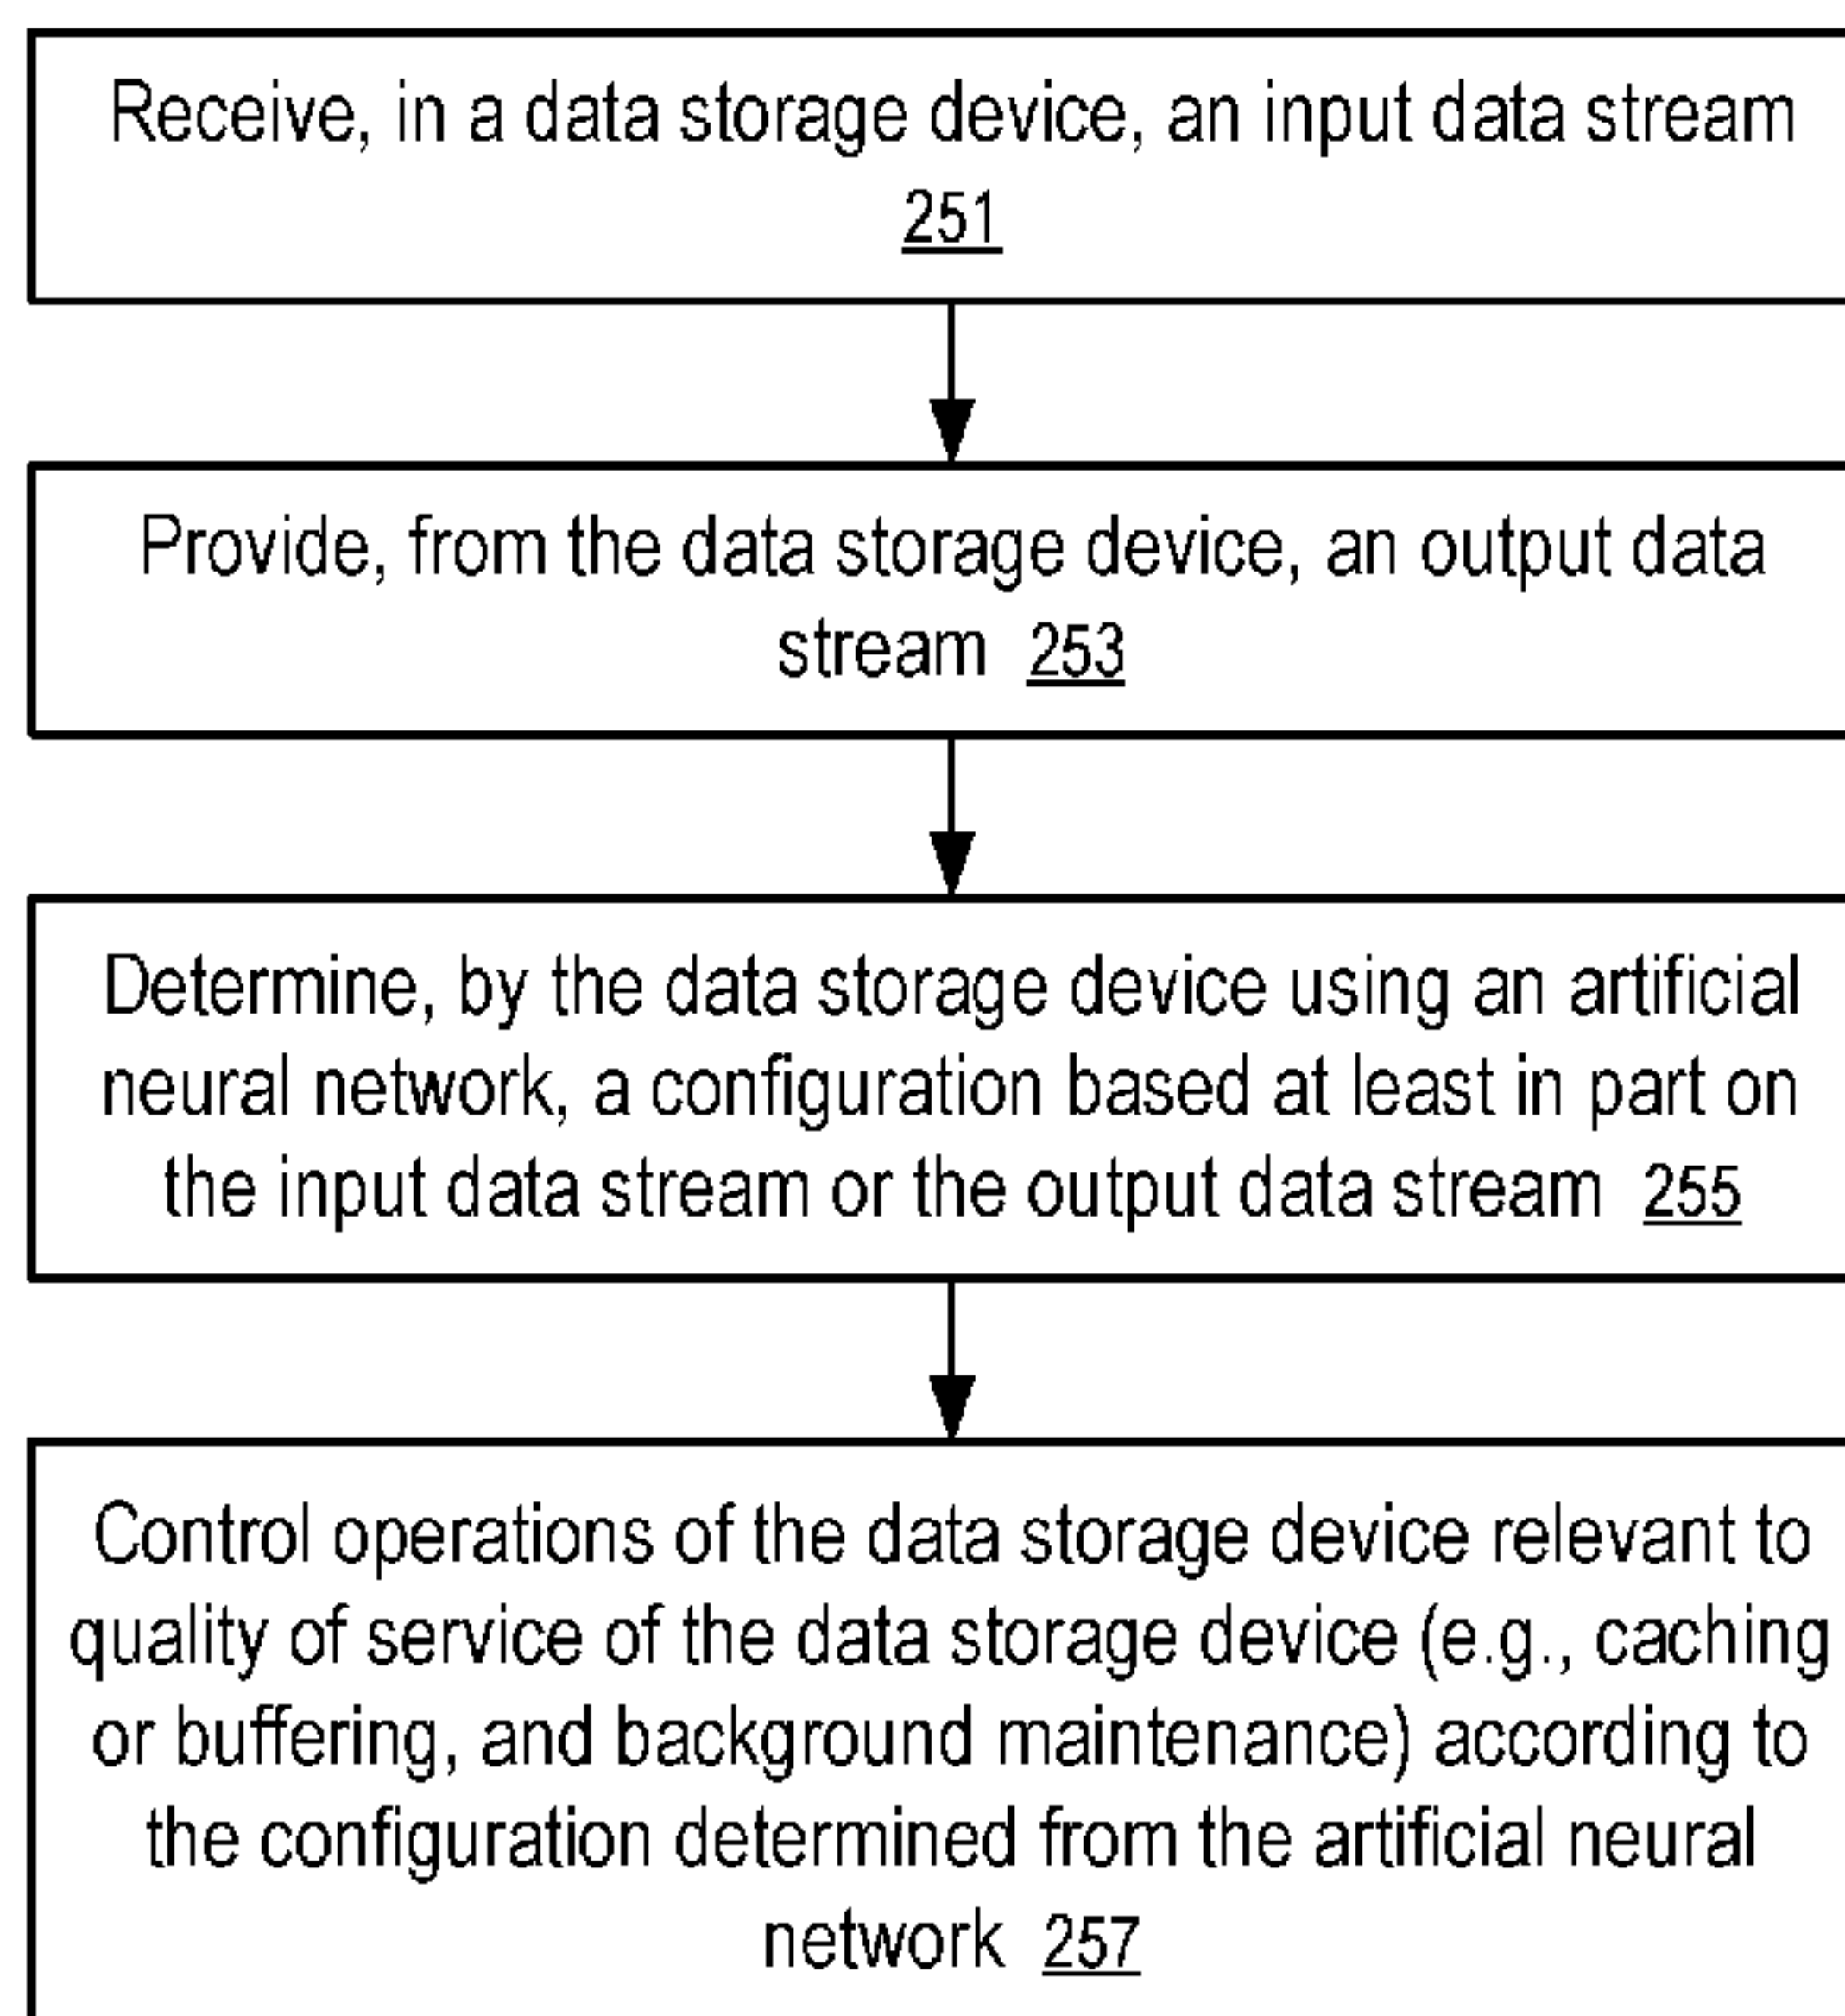 Receive, in a data storage device, an input data stream
251
Provide, from the data storage device, an output data
stream 253
Determine, by the data storage device using an artificial
neural network, a configuration based at least in part on
the input data stream or the output data stream 255
Control operations of the data storage device relevant to
quality of service of the data storage device (e.g., caching
or buffering, and background maintenance) according to
the configuration determined from the artificial neural
network 257